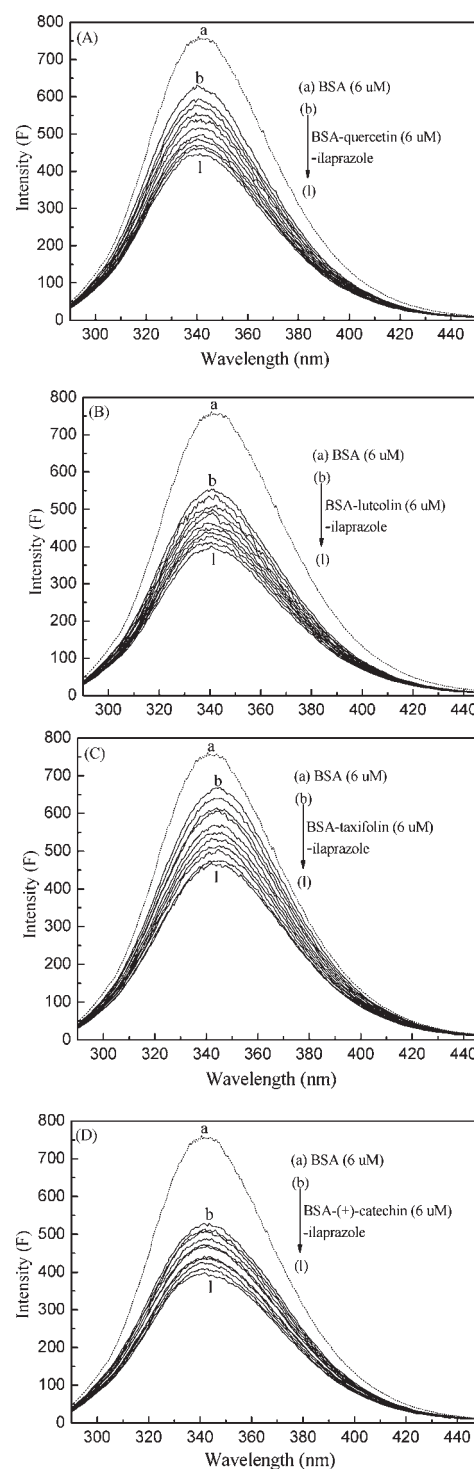 (A)
800
700
600
500
400
300
200
100
0
Intensity (F)
a
b
l
(a) BSA (6 uM)
(b)
BSA-quercetin (6 uM)
-ilaprazole
(l)
300 320 340 360 380 400 420 440
Wavelength (nm)
(B)
800
700
600
500
400
300
200
100
0
Intensity (F)
a
b
l
(a) BSA (6 uM)
(b)
BSA-luteolin (6 uM)
-ilaprazole
(l)
300 320 340 360 380 400 420 440
Wavelength (nm)
(C)
800
700
600
500
400
300
200
100
0
Intensity (F)
a
b
l
(a) BSA (6 uM)
(b)
BSA-taxifolin (6 uM)
-ilaprazole
(l)
300 320 340 360 380 400 420 440
Wavelength (nm)
(D)
800
700
600
500
400
300
200
100
0
Intensity (F)
a
b
l
(a) BSA (6 uM)
(b)
BSA-(+)-catechin (6 uM)
-ilaprazole
(l)
300 320 340 360 380 400 420 440
Wavelength (nm)